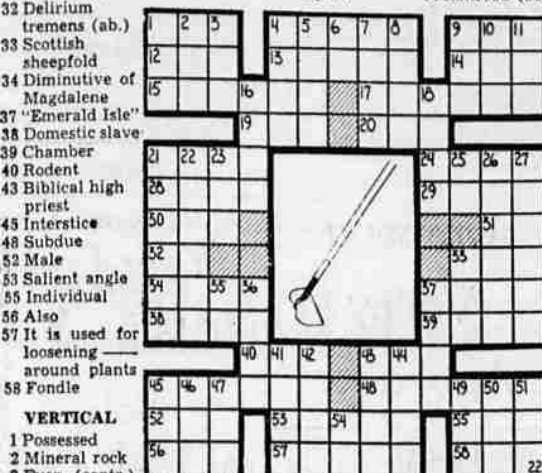 32 Delirium
tremens (ab.)
33 Scottish
sheepfold
34 Diminutive of
Magdalene
37 "Emerald Isle"
38 Domestic slave
39 Chamber
40 Rodent
43 Biblical high
priest
45 Interstice
48 Subdue
52 Male
53 Salient angle
55 Individual
56 Also
57 It is used for
loosening —
around plants
58 Fondle
VERTICAL
1 Possessed
2 Mineral rock
1 2 3 4 5 6 7 8 9 10 11
12 13 14
15 16 17 18
19 20
21 22 23 24 25 26 27
28 29
30 31
32 33
34 35 36 37
38 39
40 41 42 43 44
45 46 47 48 49 50 51
52 53 54 55
56 57 58
22